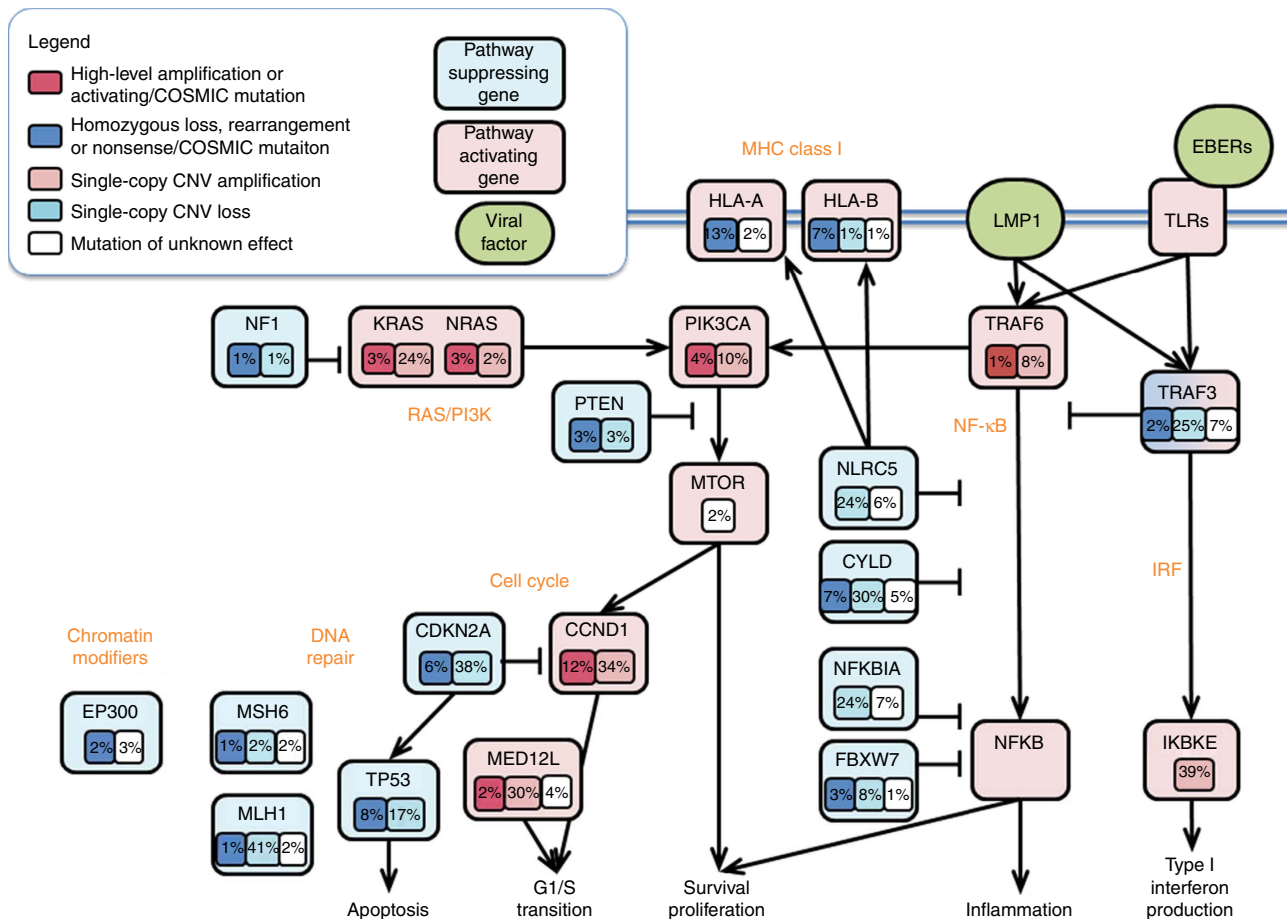 Legend
High-level amplification or
activating/COSMIC mutation
Homozygous loss, rearrangement
or nonsense/COSMIC mutaiton
Single-copy CNV amplification
Single-copy CNV loss
Mutation of unknown effect
Pathway
suppressing
gene
Pathway
activating
gene
Viral
factor
MHC class I
EBERs
HLA-A
13% 2%
HLA-B
7% 1% 1%
LMP1
TLRs
NF1
1% 1%
KRAS NRAS
3% 24% 3% 2%
PIK3CA
4% 10%
TRAF6
1% 8%
TRAF3
2% 25% 7%
RAS/PI3K
PTEN
3% 3%
NF-κB
MTOR
2%
NLRC5
24% 6%
CYLD
7% 30% 5%
IRF
Cell cycle
Chromatin
modifiers
DNA
repair
CDKN2A
6% 38%
CCND1
12% 34%
NFKBIA
24% 7%
EP300
2% 3%
MSH6
1% 2% 2%
MLH1
1% 41% 2%
TP53
8% 17%
MED12L
2% 30% 4%
FBXW7
3% 8% 1%
NFKB
IKBKE
39%
Apoptosis
G1/S
transition
Survival
proliferation
Inflammation
Type I
interferon
production